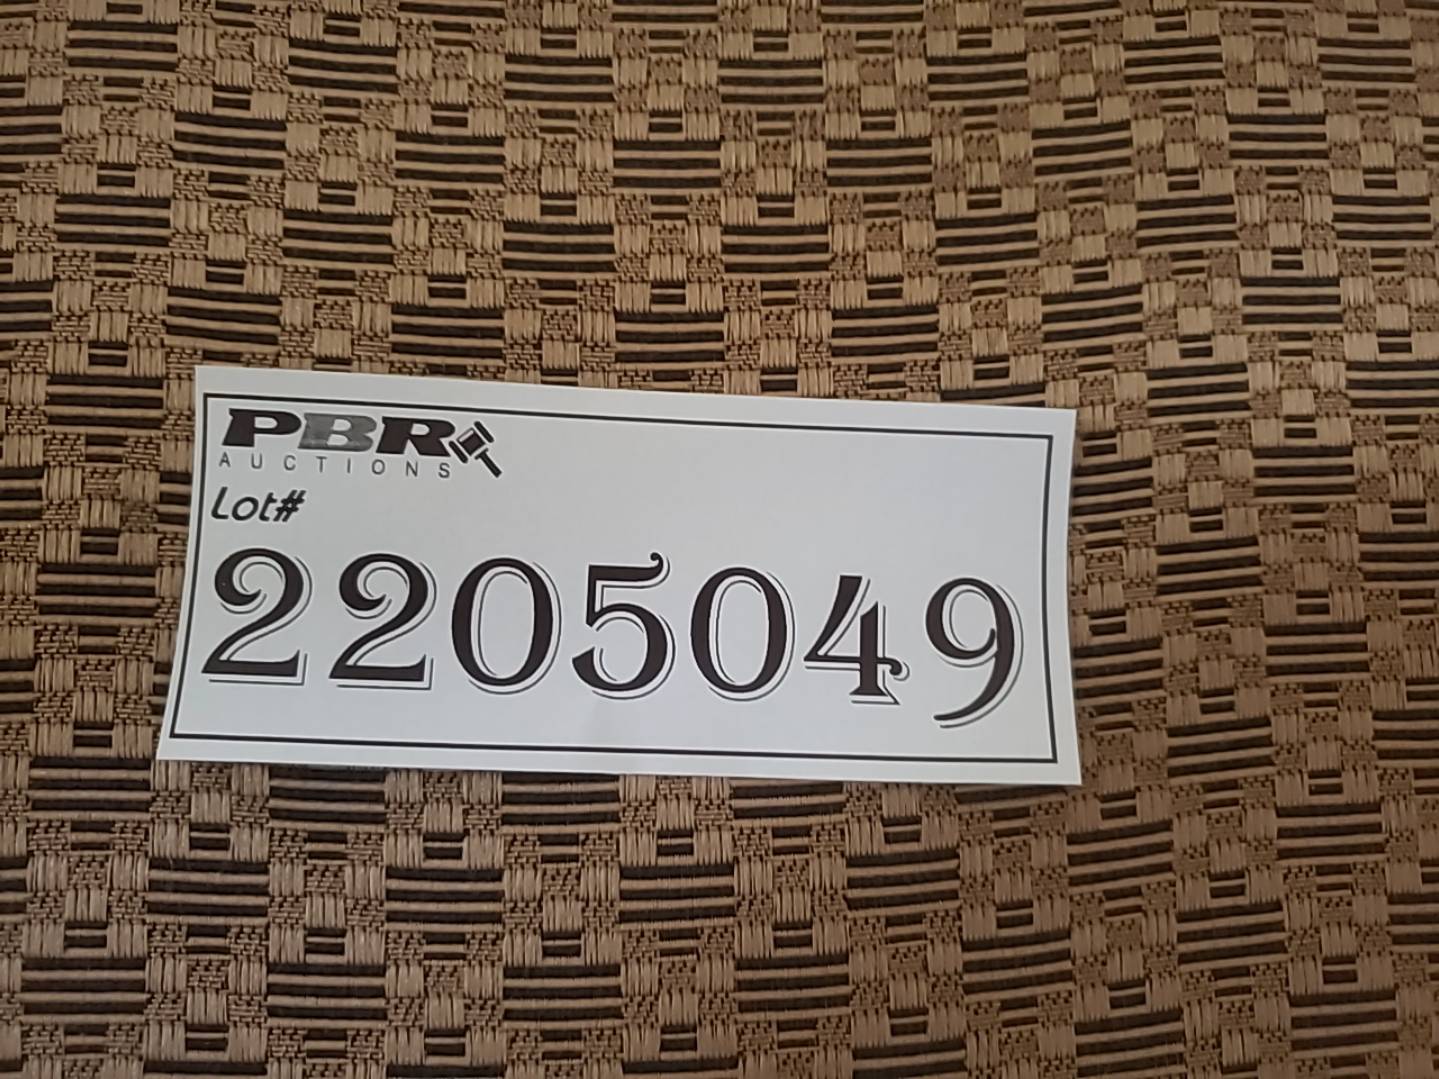 PBR
AUCTIONS
Lot#
2205049